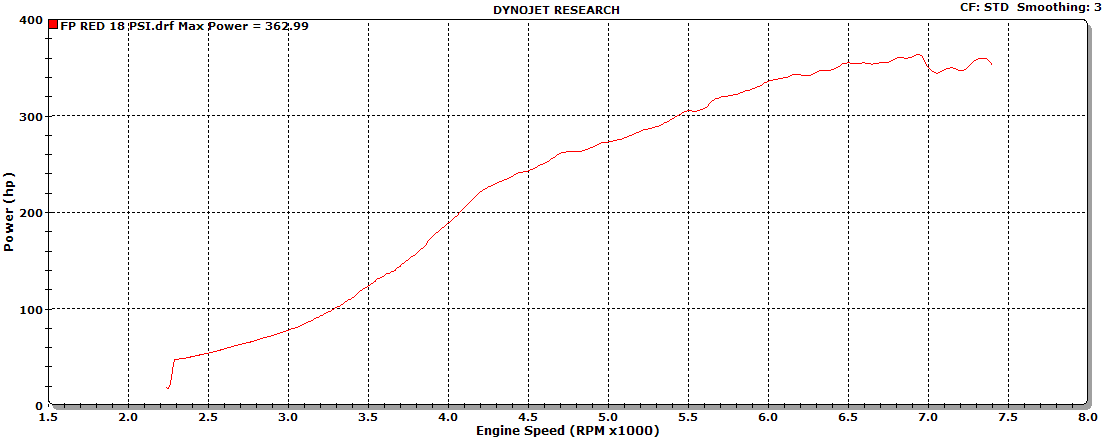 DYNOJET RESEARCH
CF: STD Smoothing: 3
FP RED 18 PSI.drf Max Power = 362.99
400
300
200
100
0
Power (hp)
1.5 2.0 2.5 3.0 3.5 4.0 4.5 5.0 5.5 6.0 6.5 7.0 7.5 8.0
Engine Speed (RPM x1000)